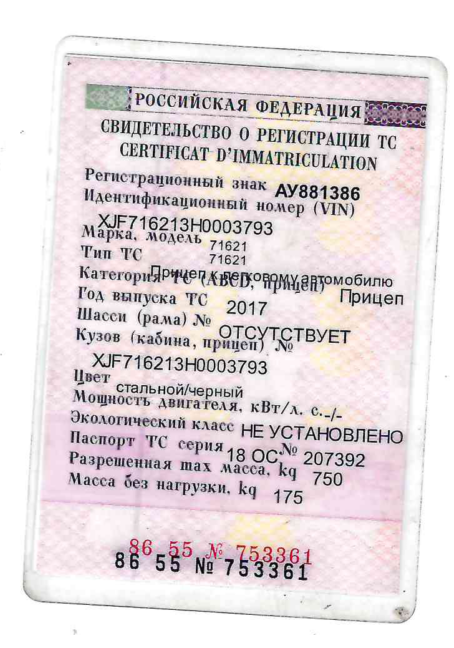 РОССИЙСКАЯ ФЕДЕРАЦИЯ
СВИДЕТЕЛЬСТВО О РЕГИСТРАЦИИ ТС
CERTIFICAT D'IMMATRICULATION
Регистрационный знак АУ881386
Идентификационный номер (VIN)
XJF716213H0003793
Марка, модель 71621
Тип ТС 71621
Прицеп к легковому автомобилю
Категория ТС (ABCD, прицеп) Прицеп
Год выпуска ТС 2017
Шасси (рама) № ОТСУТСТВУЕТ
Кузов (кабина, прицеп) №
XJF716213H0003793
Цвет стальной/черный
Мощность двигателя, кВт/л. с.-/-
Экологический класс НЕ УСТАНОВЛЕНО
Паспорт ТС серия 18 ОС № 207392
Разрешенная max масса, kg 750
Масса без нагрузки, kg 175
86 55 № 753361
86 55 № 753361